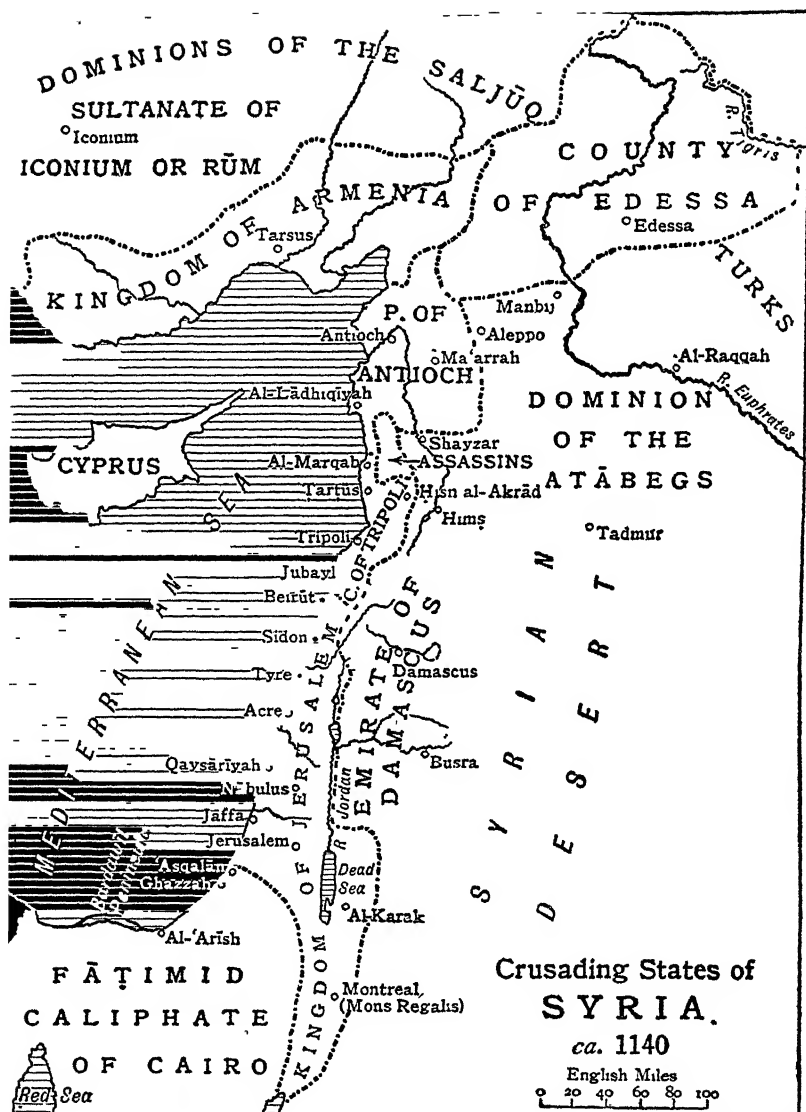 DOMINIONS OF THE SALJŪQ
TURKS
SULTANATE OF
Iconium
ICONIUM OR RŪM
COUNTY
OF EDESSA
Edessa
R. Tigris
KINGDOM OF ARMENIA
Tarsus
P. OF
ANTIOCH
Antioch
Manbij
Aleppo
Ma'arrah
Al-Raqqah
R. Euphrates
Al-Lādhiqīyah
DOMINION
OF THE
ATĀBEGS
CYPRUS
Shayzar
ASSASSINS
Al-Marqab
Tarṭūs
Ḥiṣn al-Akrād
Ḥimṣ
Tadmur
Tripoli
C. OF TRIPOLI
Jubayl
Beirūt
Sidon
Tyre
Acre
Damascus
EMIRATE OF
DAMASCUS
Busra
MEDITERRANEAN SEA
SYRIAN
DESERT
Qaysārīyah
Nābulus
Jaffa
Jerusalem
R. Jordan
'Asqalān
Ghazzah
Dead
Sea
Al-Karak
Al-'Arīsh
KINGDOM OF JERUSALEM
Montreal
(Mons Regalis)
FĀṬIMID
CALIPHATE
OF CAIRO
Red Sea
Crusading States of
SYRIA.
ca. 1140
English Miles
0 20 40 60 80 100